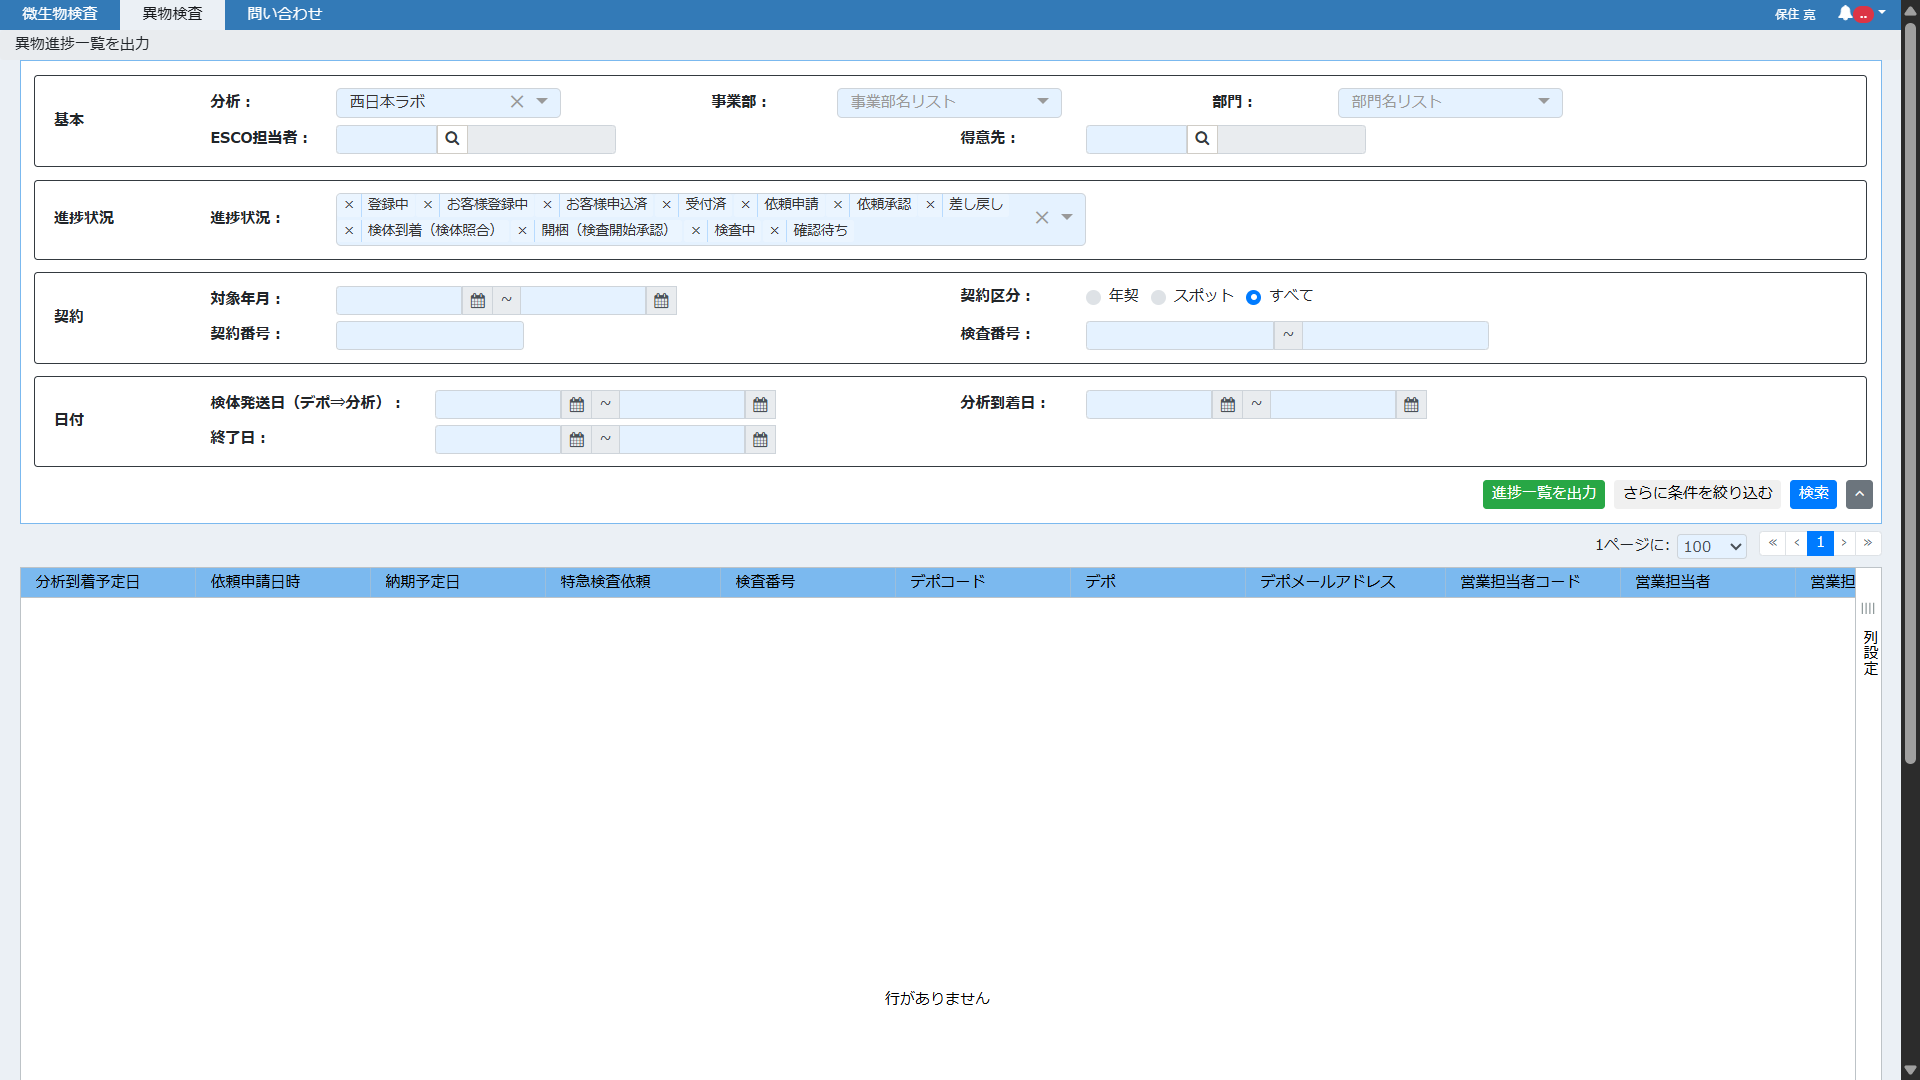 微生物検査 異物検査 問い合わせ 保住 亮 ..
異物進捗一覧を出力
基本 分析： 西日本ラボ 事業部： 事業部名リスト 部門： 部門名リスト
ESCO担当者： 得意先：
進捗状況 進捗状況： × 登録中 × お客様登録中 × お客様申込済 × 受付済 × 依頼申請 × 依頼承認 × 差し戻し
× 検体到着（検体照合） × 開梱（検査開始承認） × 検査中 × 確認待ち
契約 対象年月： ~ 契約区分： 年契 スポット すべて
契約番号： 検査番号： ~
日付 検体発送日（デポ⇒分析）： ~ 分析到着日： ~
終了日： ~
進捗一覧を出力 さらに条件を絞り込む 検索
1ページに: 100 « ‹ 1 › »
分析到着予定日 依頼申請日時 納期予定日 特急検査依頼 検査番号 デポコード デポ デポメールアドレス 営業担当者コード 営業担当者 営業担
列設定
行がありません